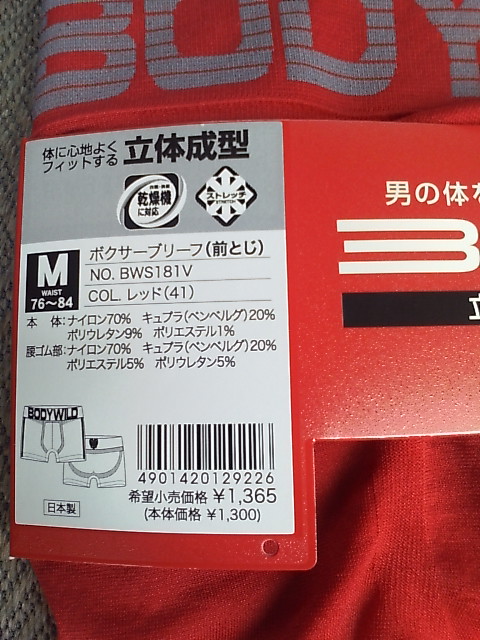 BODYW
体に心地よく
フィットする 立体成型
乾燥機
に対応
ストレッチ
STRETCH
男の体を
M
WAIST
76〜84
ボクサーブリーフ(前とじ)
NO. BWS181V
COL. レッド(41)
本 体:ナイロン70% キュプラ(ベンベルグ)20%
ポリウレタン9% ポリエステル1%
腰ゴム部:ナイロン70% キュプラ(ベンベルグ)20%
ポリエステル5% ポリウレタン5%
BODYWILD
4901420129226
希望小売価格 ¥1,365
(本体価格 ¥1,300)
日本製